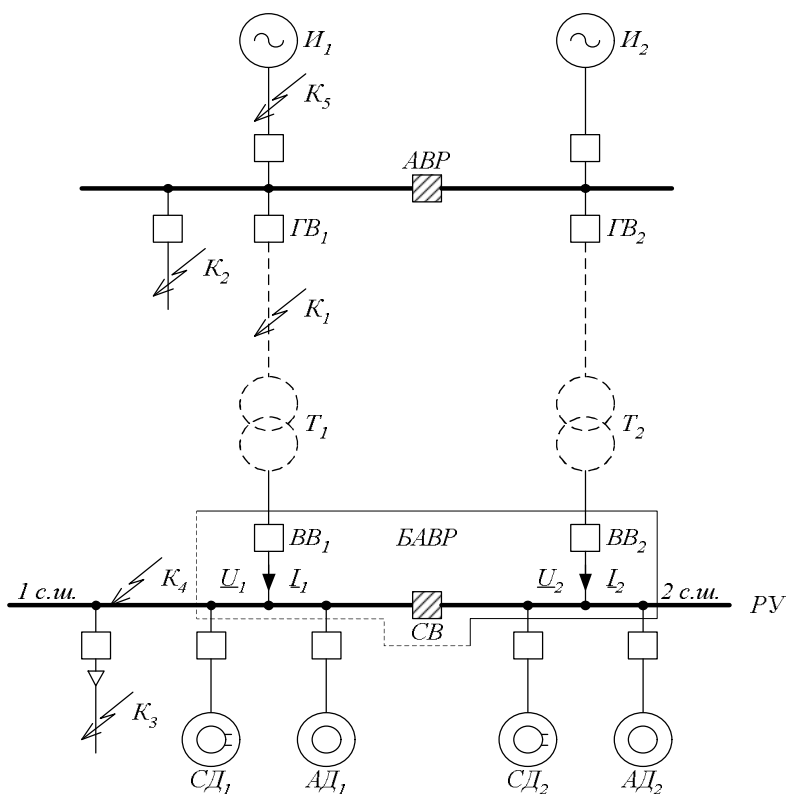 И1
И2
К5
АВР
ГВ1
ГВ2
К2
К1
Т1
Т2
ВВ1
БАВР
ВВ2
1 с.ш.
К4
U1
I1
U2
I2
2 с.ш.
РУ
СВ
К3
СД1
АД1
СД2
АД2